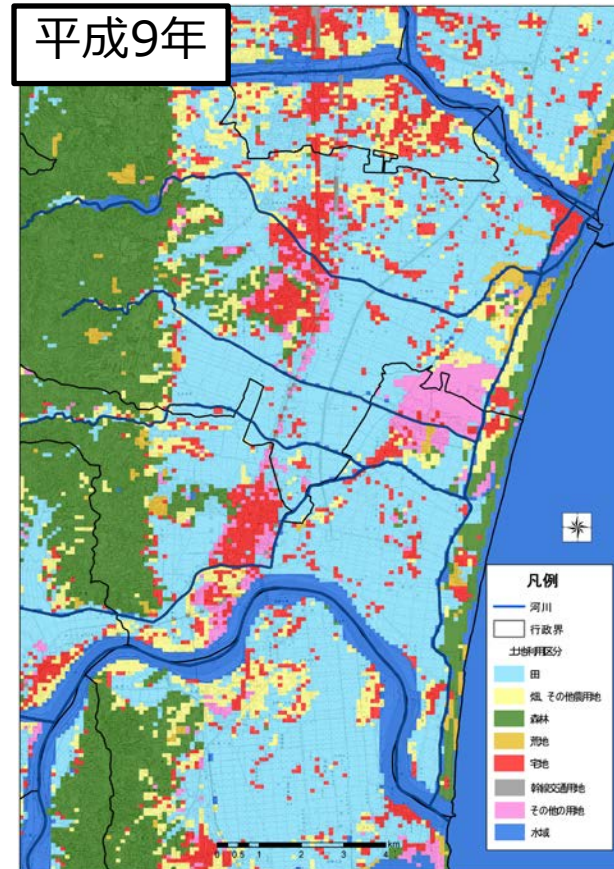 平成9年
凡例
河川
行政界
土地利用区分
田
畑、その他農用地
森林
荒地
宅地
幹線交通用地
その他の用地
水域
0 0.5 1 2 3 4
km